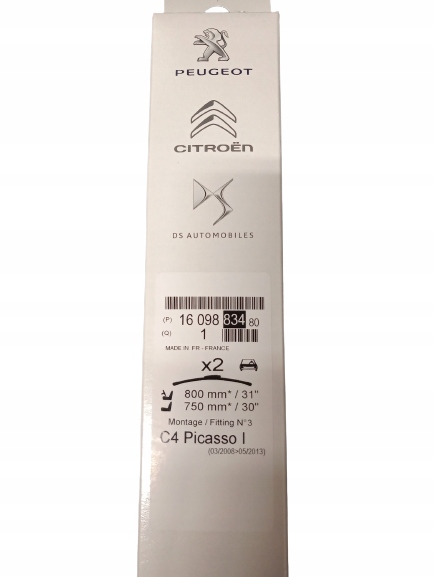 PEUGEOT
CITROËN
DS AUTOMOBILES
(P) 16 098 834 80
(Q) 1
MADE IN FR - FRANCE
x2
800 mm* / 31"
750 mm* / 30"
Montage / Fitting N°3
C4 Picasso I
(03/2008>05/2013)